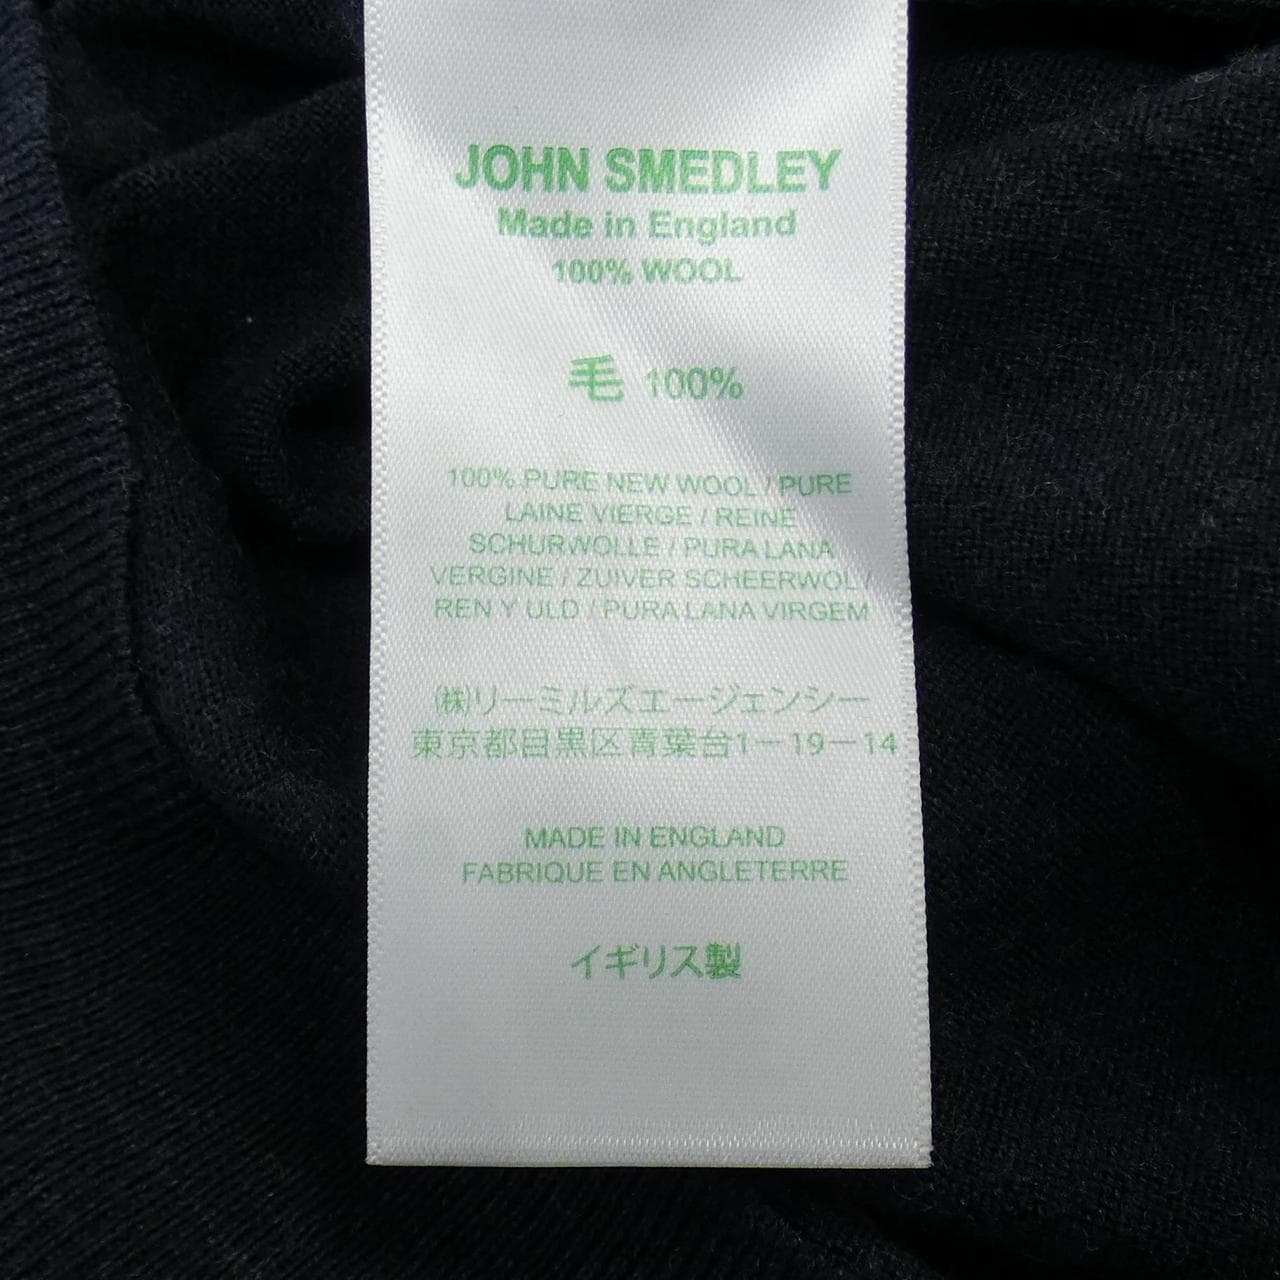 JOHN SMEDLEY
Made in England
100% WOOL
毛 100%
100% PURE NEW WOOL / PURE
LAINE VIERGE / REINE
SCHURWOLLE / PURA LANA
VERGINE / ZUIVER SCHEERWOL /
REN Y ULD / PURA LANA VIRGEM
㈱リーミルズエージェンシー
東京都目黒区青葉台1－19－14
MADE IN ENGLAND
FABRIQUE EN ANGLETERRE
イギリス製